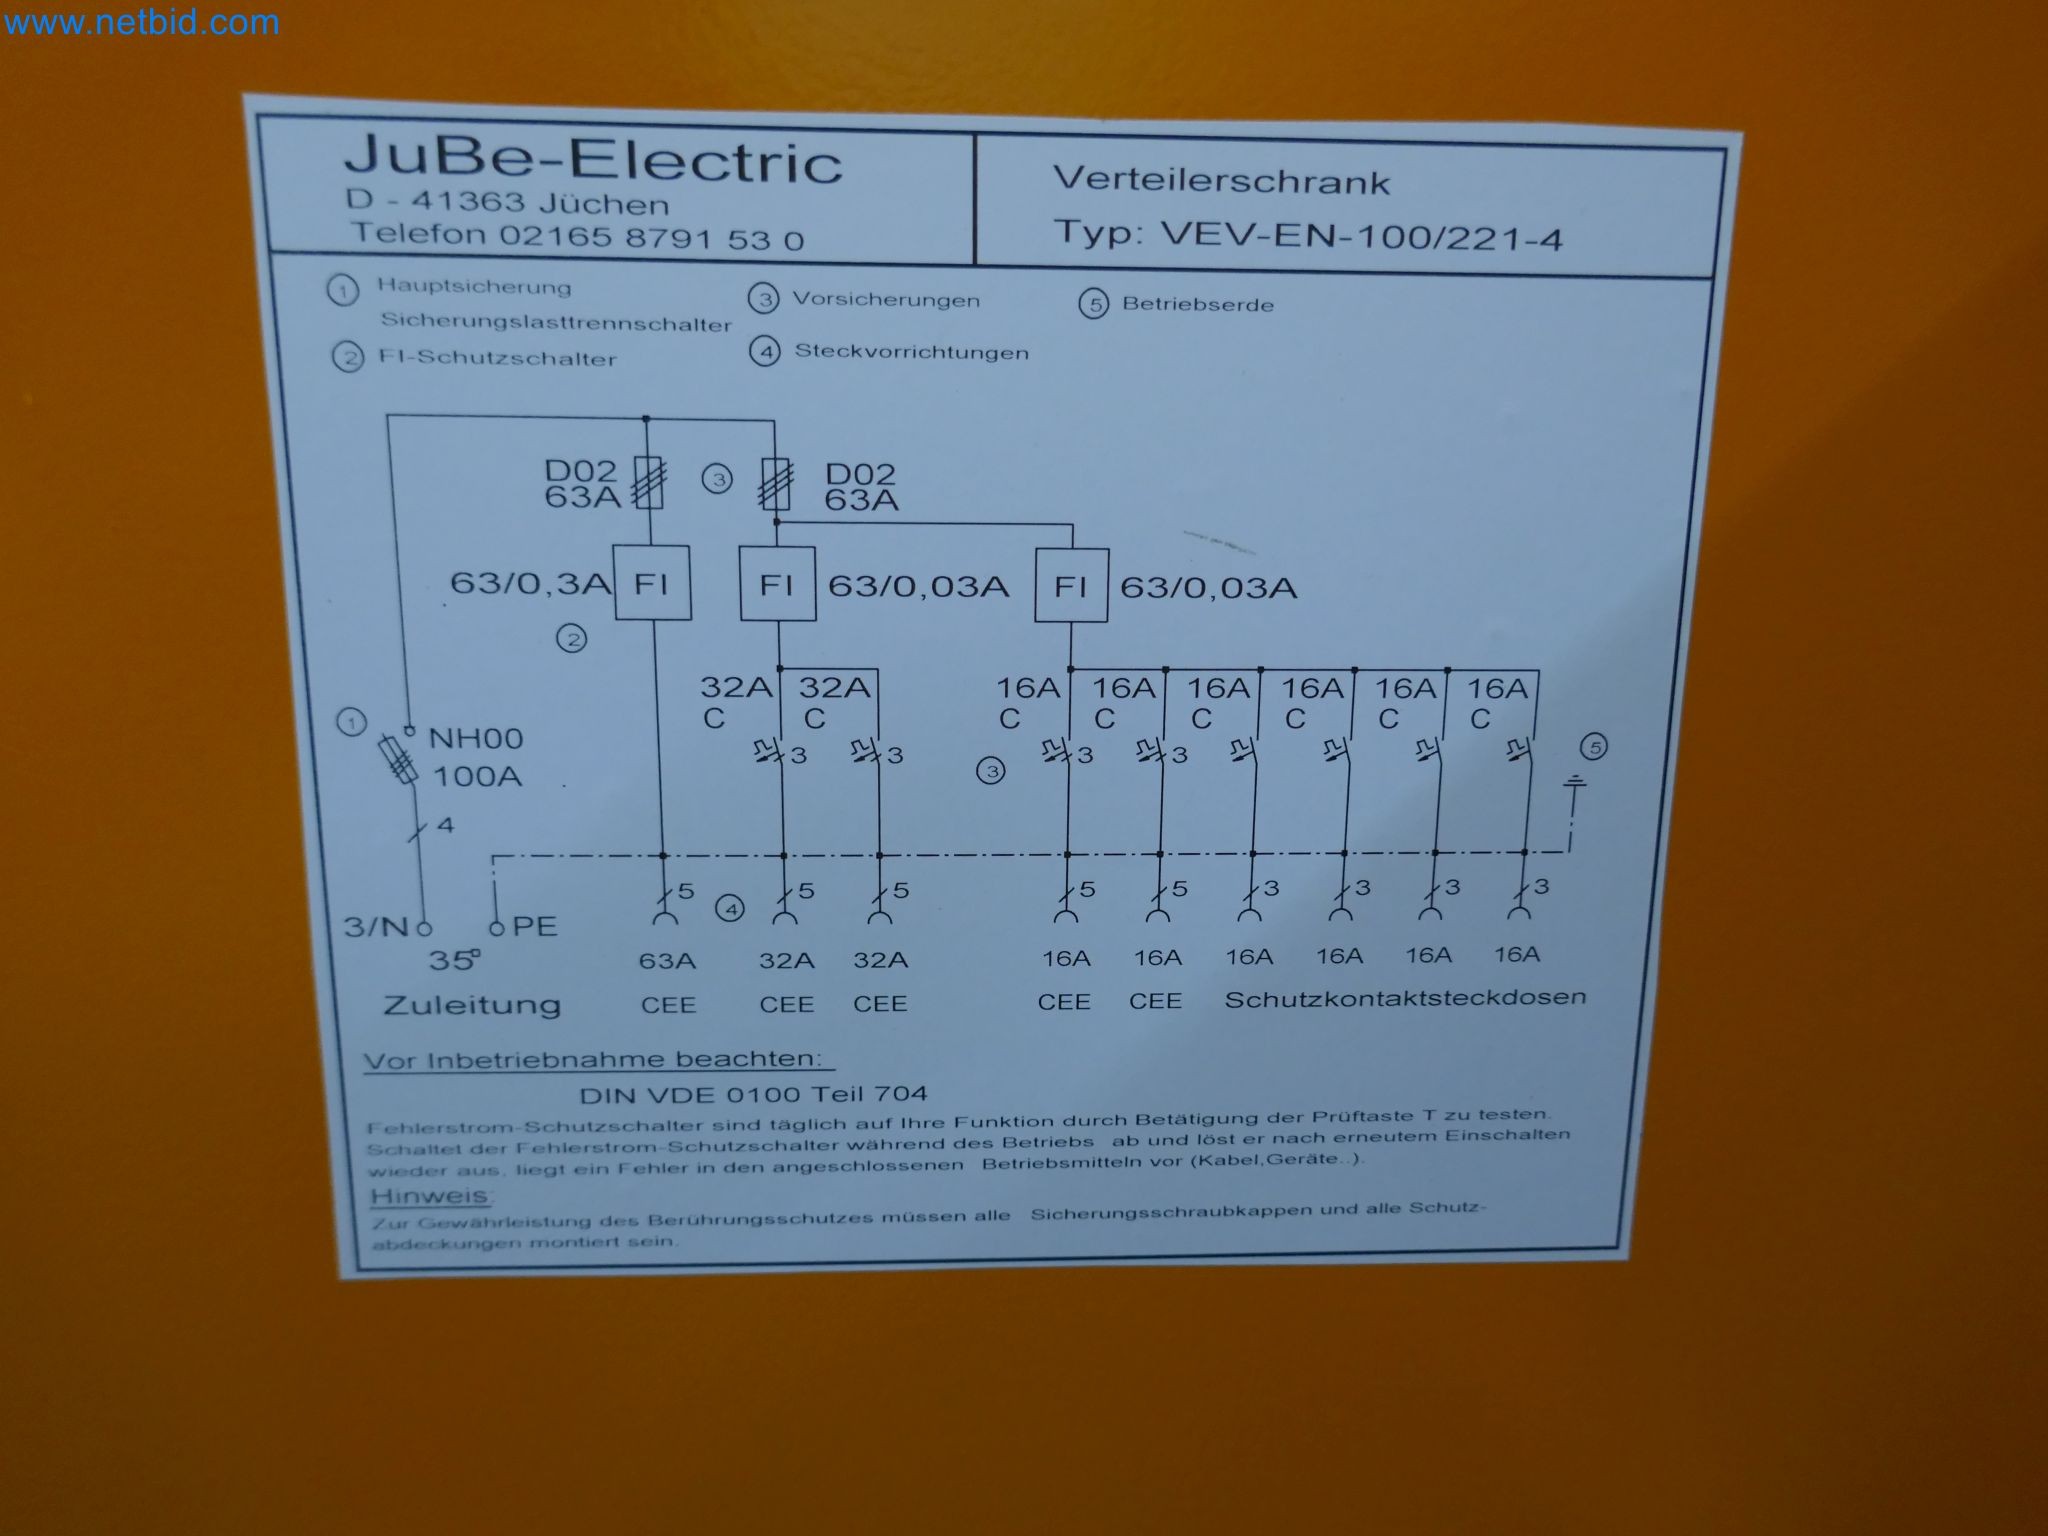 www.netbid.com
JuBe-Electric
D - 41363 Jüchen
Telefon 02165 8791 53 0
Verteilerschrank
Typ: VEV-EN-100/221-4
1 Hauptsicherung
Sicherungslasttrennschalter
2 FI-Schutzschalter
3 Vorsicherungen
4 Steckvorrichtungen
5 Betriebserde
D02 3 D02
63A 63A
63/0,3A FI FI 63/0,03A FI 63/0,03A
2
32A 32A 16A 16A 16A 16A 16A 16A
C C C C C C C C
1 NH00 3 3 3 3 3 5
100A
4
5 4 5 5 5 5 3 3 3 3
3/N PE
35
63A 32A 32A 16A 16A 16A 16A 16A 16A
Zuleitung CEE CEE CEE CEE CEE Schutzkontaktsteckdosen
Vor Inbetriebnahme beachten:
DIN VDE 0100 Teil 704
Fehlerstrom-Schutzschalter sind täglich auf Ihre Funktion durch Betätigung der Prüftaste T zu testen.
Schaltet der Fehlerstrom-Schutzschalter während des Betriebs ab und löst er nach erneutem Einschalten
wieder aus, liegt ein Fehler in den angeschlossenen Betriebsmitteln vor (Kabel,Geräte..).
Hinweis:
Zur Gewährleistung des Berührungsschutzes müssen alle Sicherungsschraubkappen und alle Schutz-
abdeckungen montiert sein.